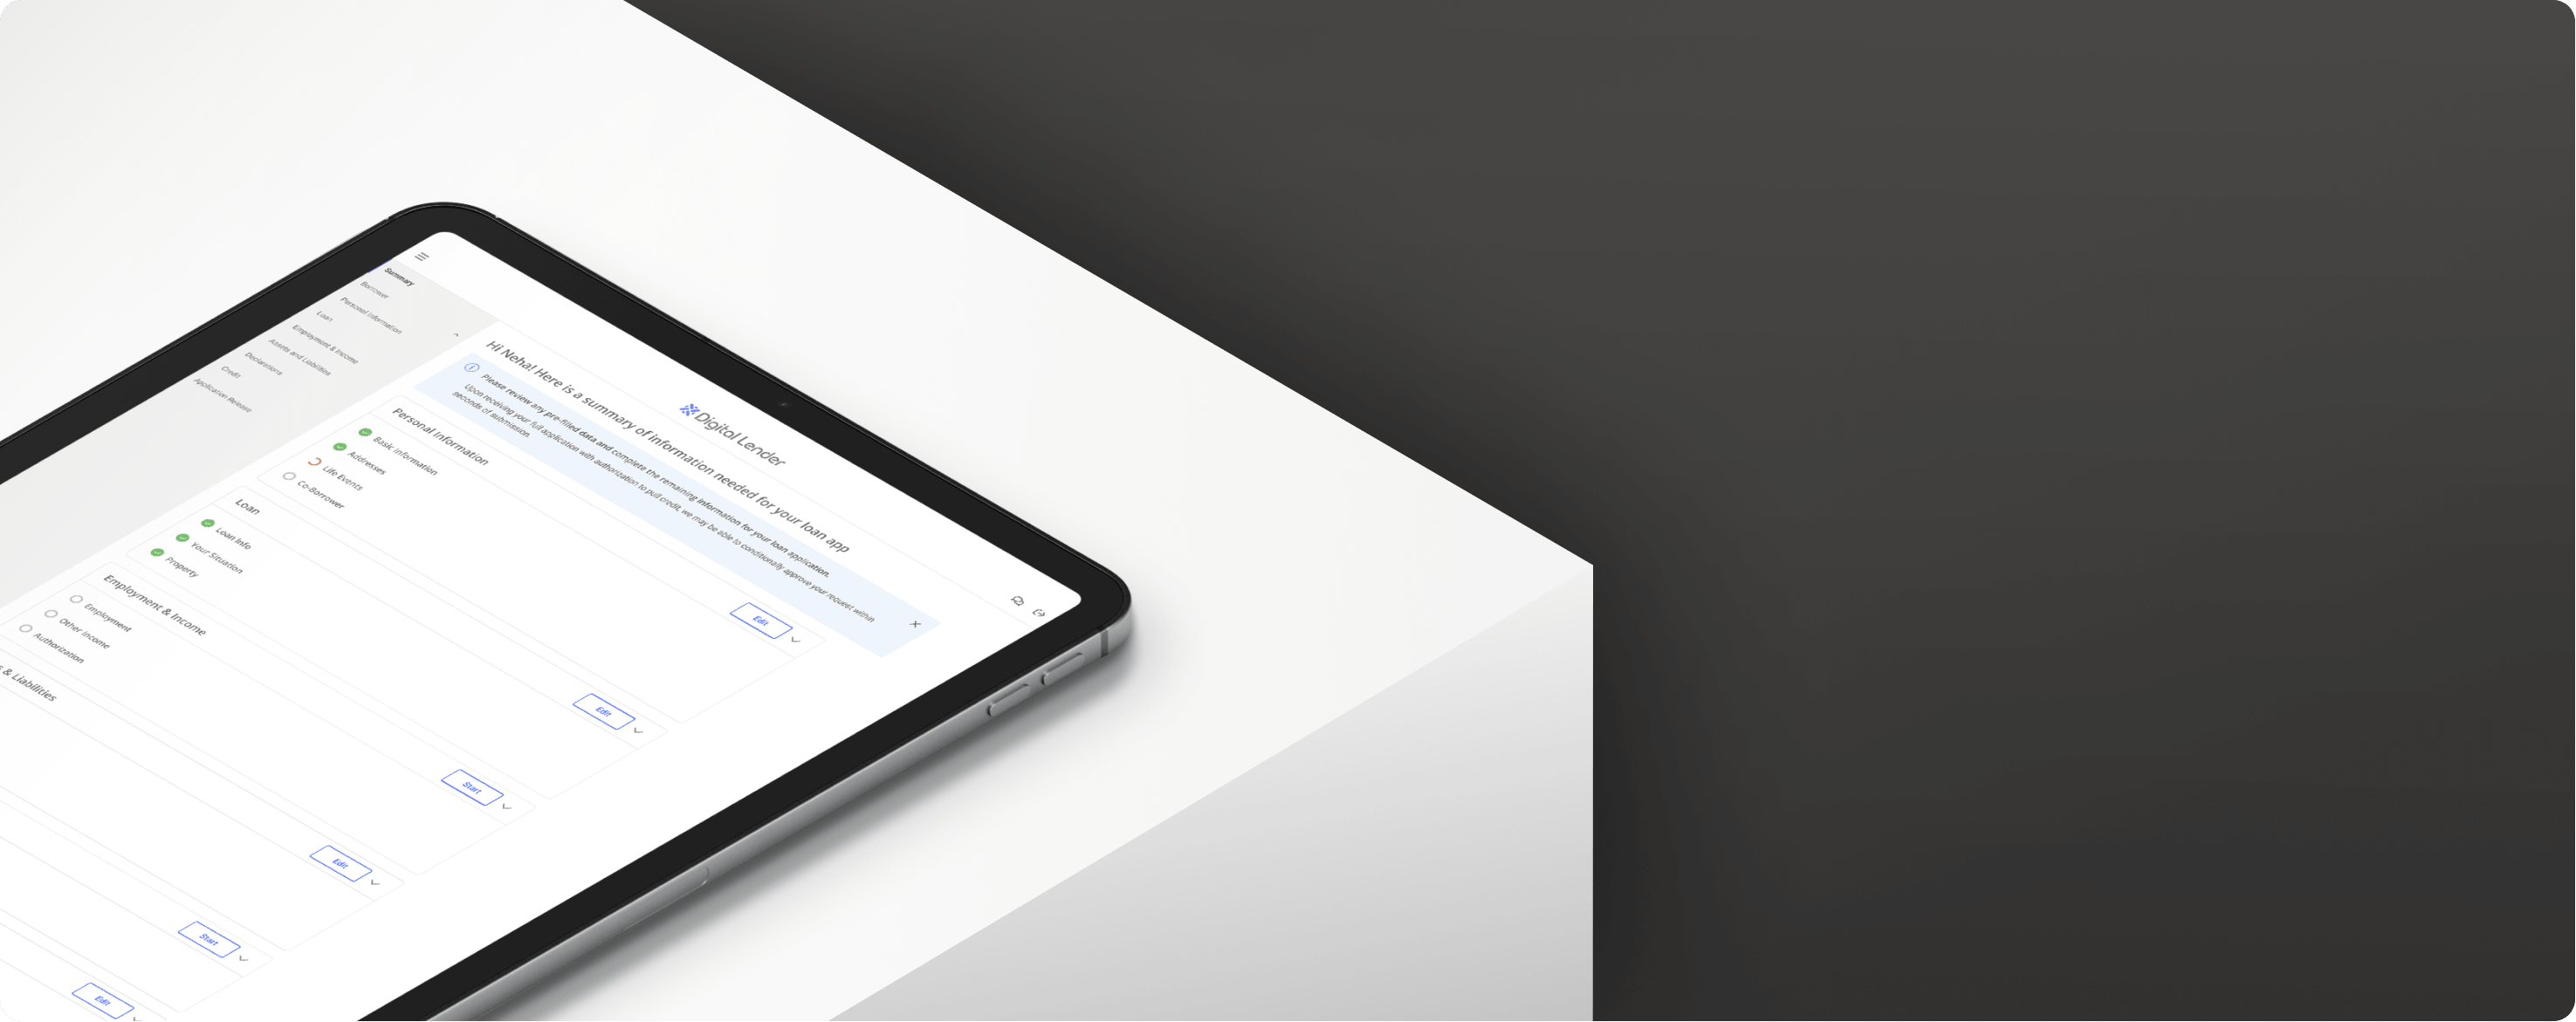 Summary
Borrower
Personal Information
Loan
Employment & Income
Assets and Liabilities
Declarations
Credit
Application Release
Digital Lender
Hi Neha! Here is a summary of information needed for your loan app
Please review any pre-filled data and complete the remaining information for your loan application.
Upon receiving your full application with authorization to pull credit, we may be able to conditionally approve your request within
seconds of submission.
Personal Information
Edit
Basic Information
Addresses
Life Events
Co-Borrower
Loan
Edit
Loan Info
Your Situation
Property
Employment & Income
Start
Employment
Other Income
Authorization
& Liabilities
Edit
Start
Edit